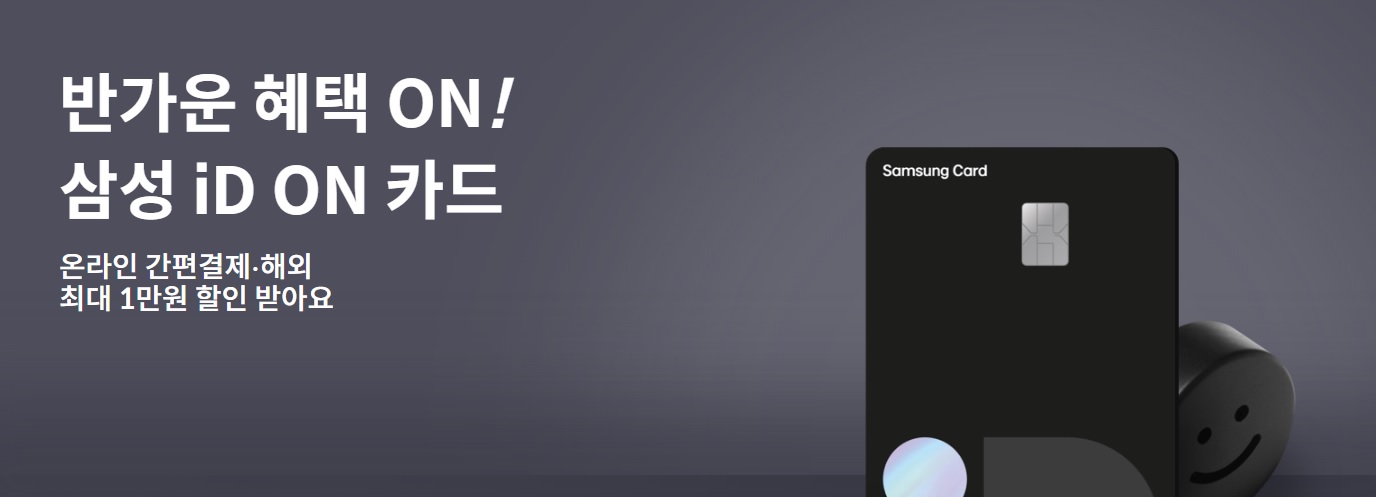 반가운 혜택 ON!
삼성 iD ON 카드
온라인 간편결제·해외
최대 1만원 할인 받아요
Samsung Card